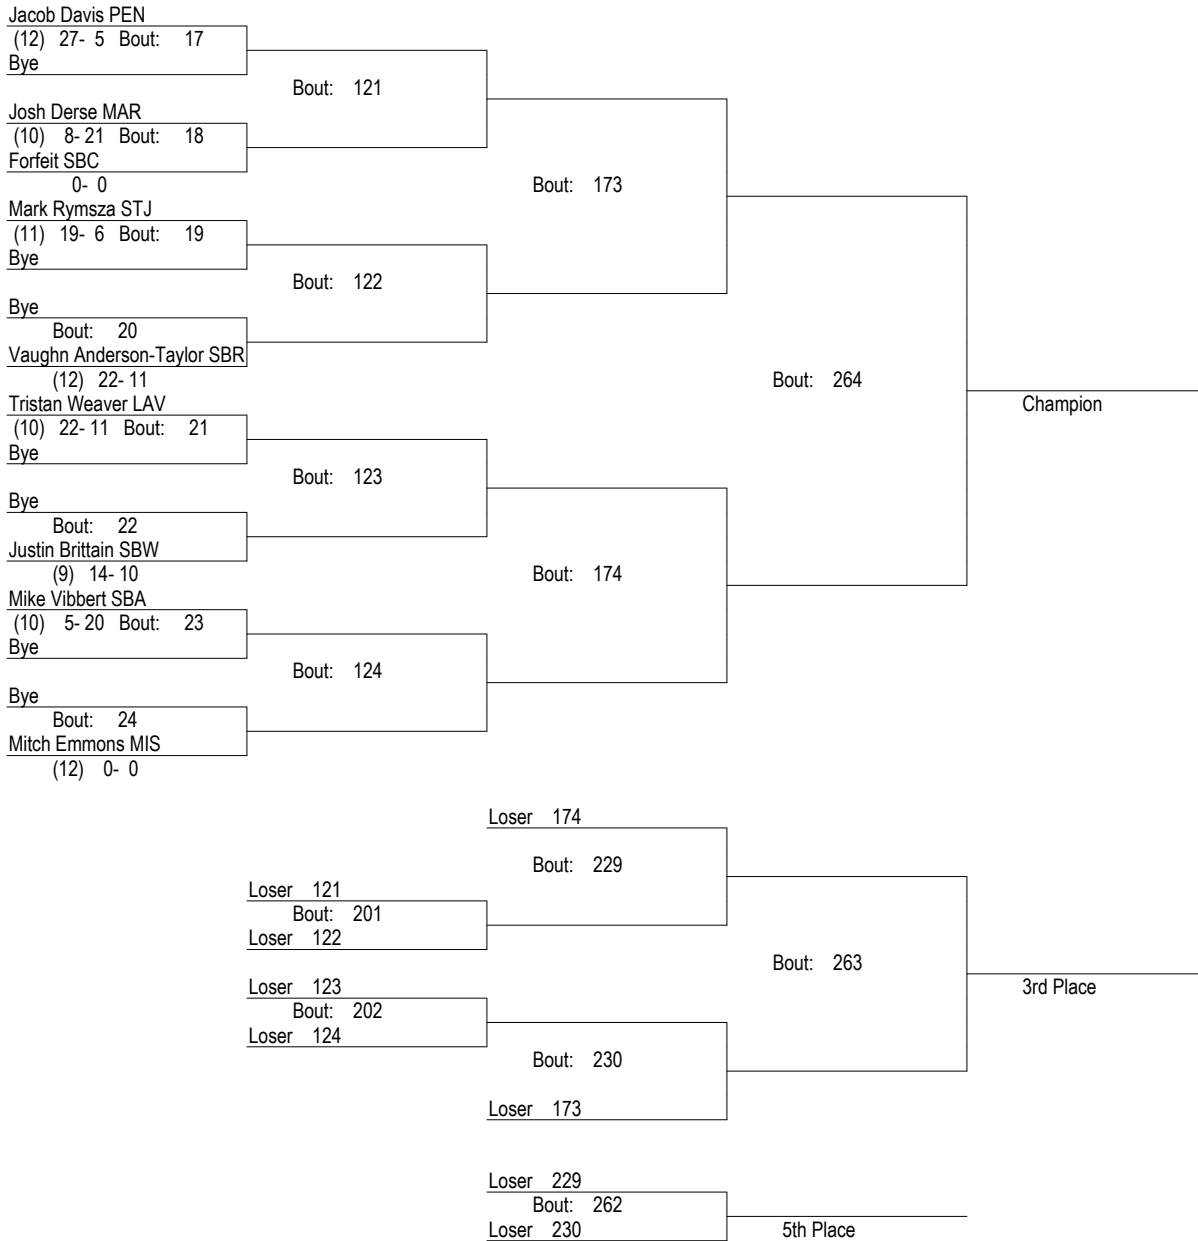 Jacob Davis PEN
(12) 27- 5 Bout: 17
Bye
Bout: 121
Josh Derse MAR
(10) 8- 21 Bout: 18
Forfeit SBC
0- 0
Bout: 173
Mark Rymsza STJ
(11) 19- 6 Bout: 19
Bye
Bout: 122
Bye
Bout: 20
Vaughn Anderson-Taylor SBR
(12) 22- 11
Bout: 264
Tristan Weaver LAV
Champion
(10) 22- 11 Bout: 21
Bye
Bout: 123
Bye
Bout: 22
Justin Brittain SBW
(9) 14- 10
Bout: 174
Mike Vibbert SBA
(10) 5- 20 Bout: 23
Bye
Bout: 124
Bye
Bout: 24
Mitch Emmons MIS
(12) 0- 0
Loser 174
Bout: 229
Loser 121
Bout: 201
Loser 122
Bout: 263
Loser 123
3rd Place
Bout: 202
Loser 124
Bout: 230
Loser 173
Loser 229
Bout: 262
Loser 230
5th Place